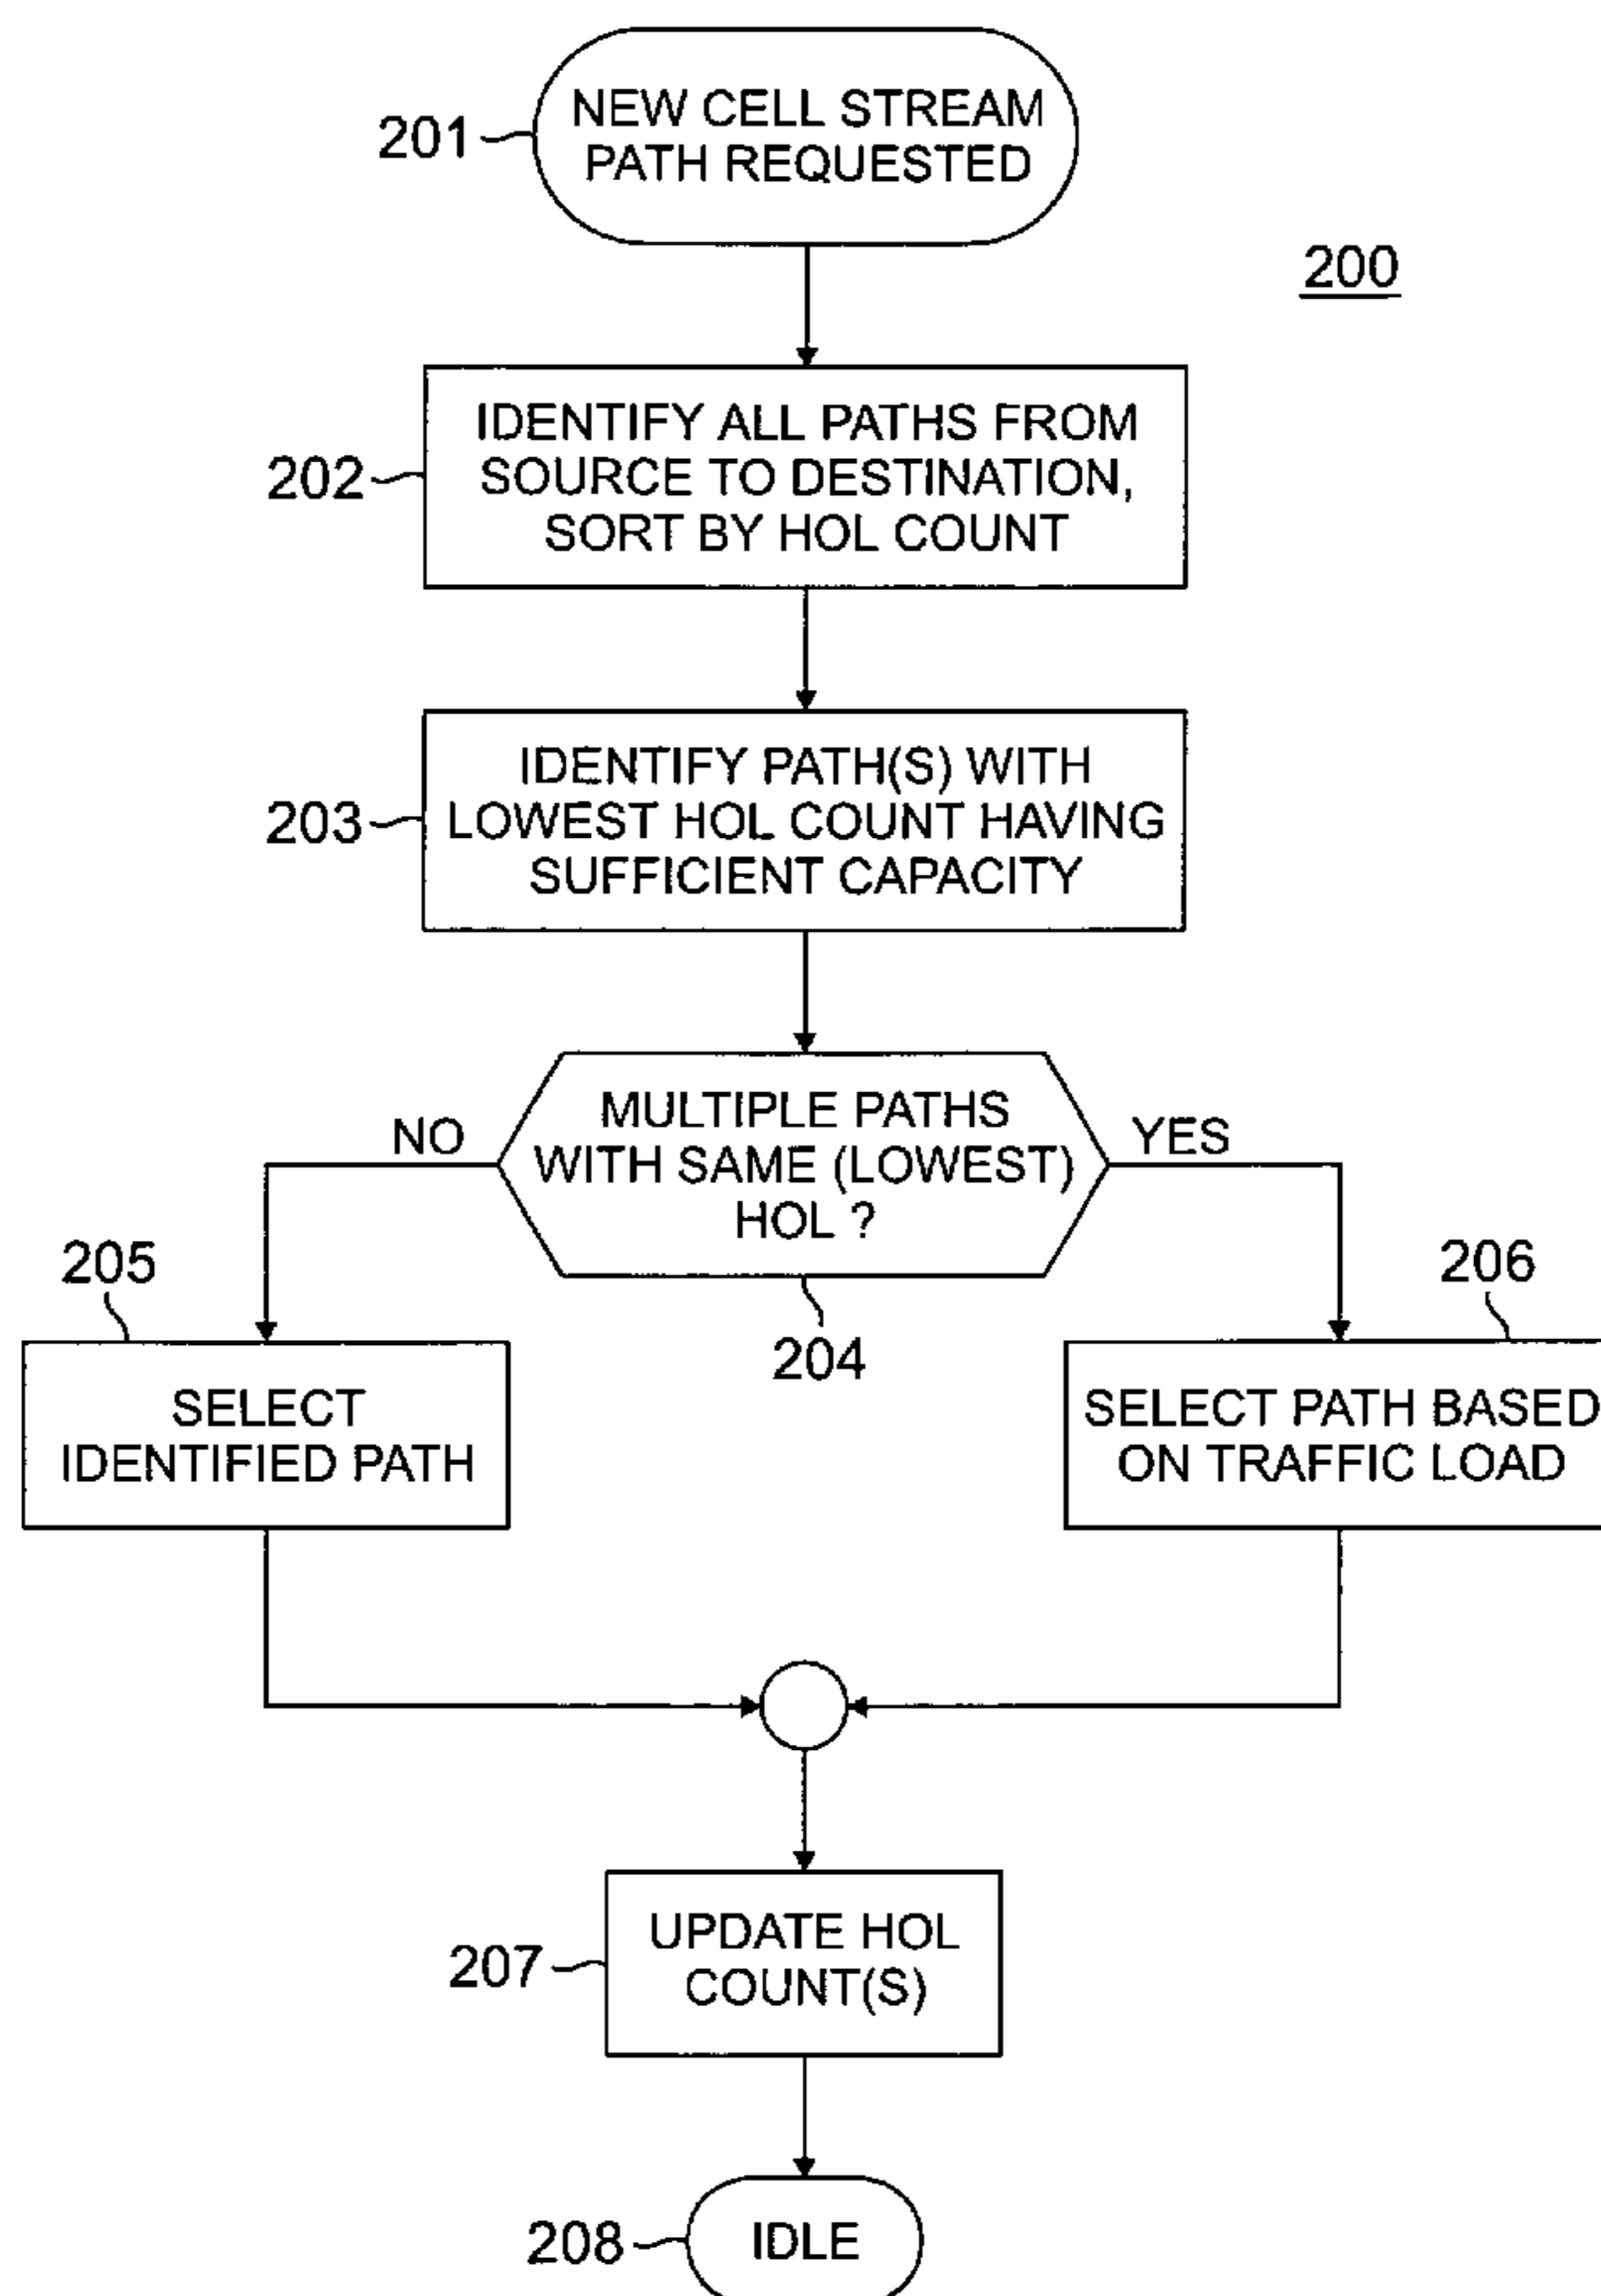 NEW CELL STREAM
PATH REQUESTED
201
200
IDENTIFY ALL PATHS FROM
SOURCE TO DESTINATION,
SORT BY HOL COUNT
202
IDENTIFY PATH(S) WITH
LOWEST HOL COUNT HAVING
SUFFICIENT CAPACITY
203
MULTIPLE PATHS
WITH SAME (LOWEST)
HOL ?
NO
YES
204
205
SELECT
IDENTIFIED PATH
206
SELECT PATH BASED
ON TRAFFIC LOAD
UPDATE HOL
COUNT(S)
207
208
IDLE